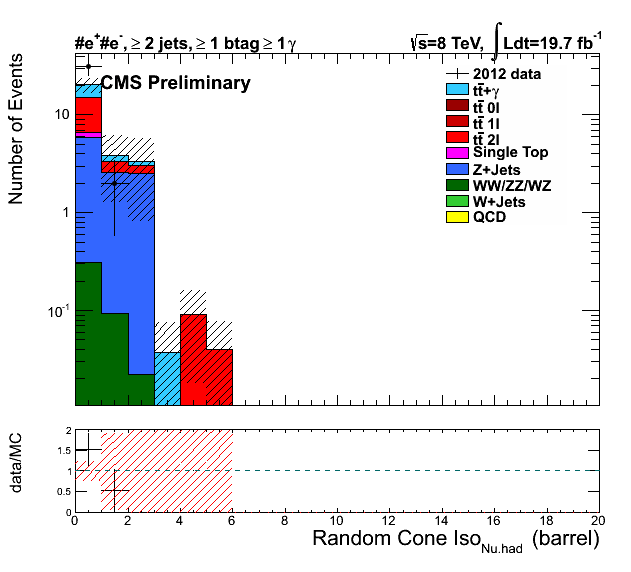 #e⁺#e⁻, ≥ 2 jets, ≥ 1 btag ≥ 1γ
√s=8 TeV, ∫ Ldt=19.7 fb⁻¹
CMS Preliminary
2012 data
tt̄+γ
tt̄ 0l
tt̄ 1l
tt̄ 2l
Single Top
Z+Jets
WW/ZZ/WZ
W+Jets
QCD
Number of Events
10
1
10⁻¹
data/MC
2
1.5
1
0.5
0
0 2 4 6 8 10 12 14 16 18 20
Random Cone Iso_Nu.had (barrel)